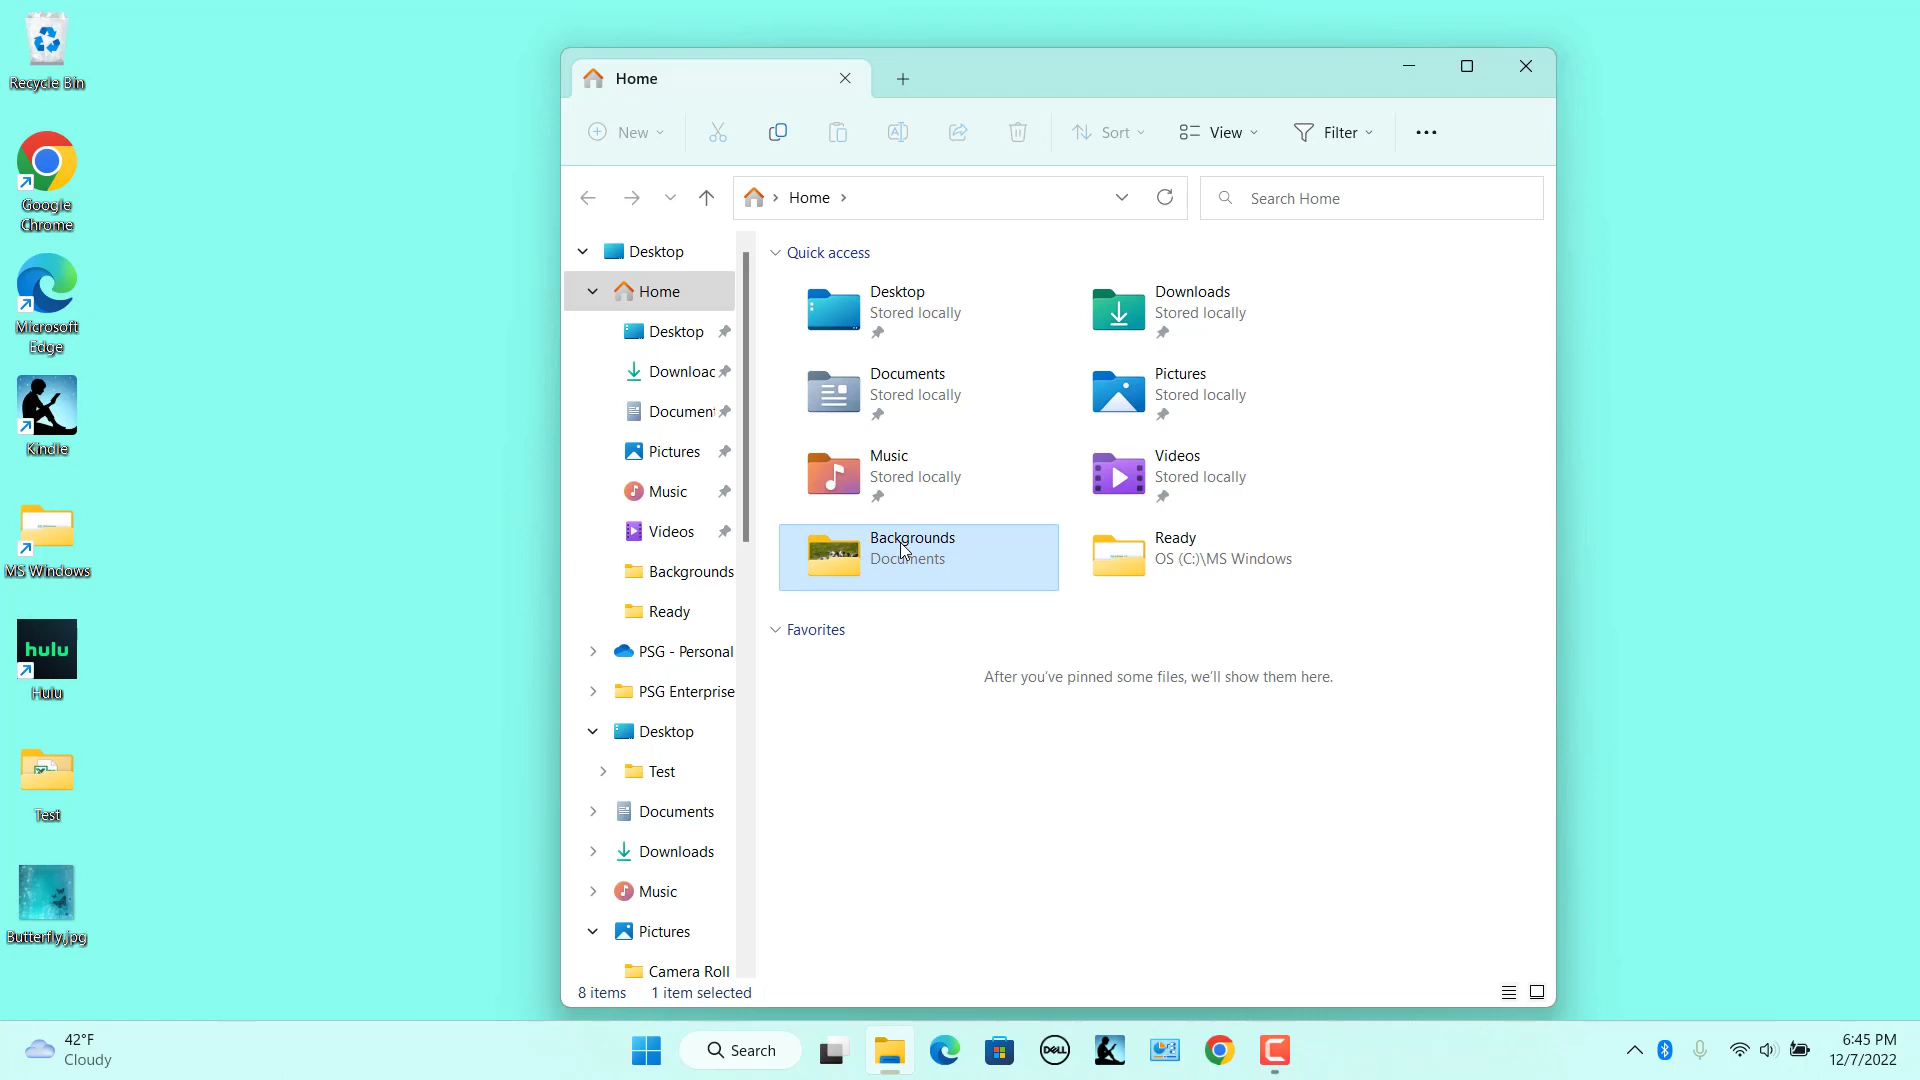 Recycle Bin
Google
Chrome
Microsoft
Edge
Kindle
MS Windows
hulu
Hulu
Test
Butterfly.jpg
Home
New
Sort
View
Filter
Home
Search Home
Desktop
Home
Desktop
Downloac
Document
Pictures
Music
Videos
Backgrounds
Ready
PSG - Personal
PSG Enterprise
Desktop
Test
Documents
Downloads
Music
Pictures
Camera Roll
Quick access
Desktop
Stored locally
Downloads
Stored locally
Documents
Stored locally
Pictures
Stored locally
Music
Stored locally
Videos
Stored locally
Backgrounds
Documents
Ready
OS (C:)\MS Windows
Favorites
After you've pinned some files, we'll show them here.
8 items 1 item selected
42°F
Cloudy
Search
DELL
6:45 PM
12/7/2022